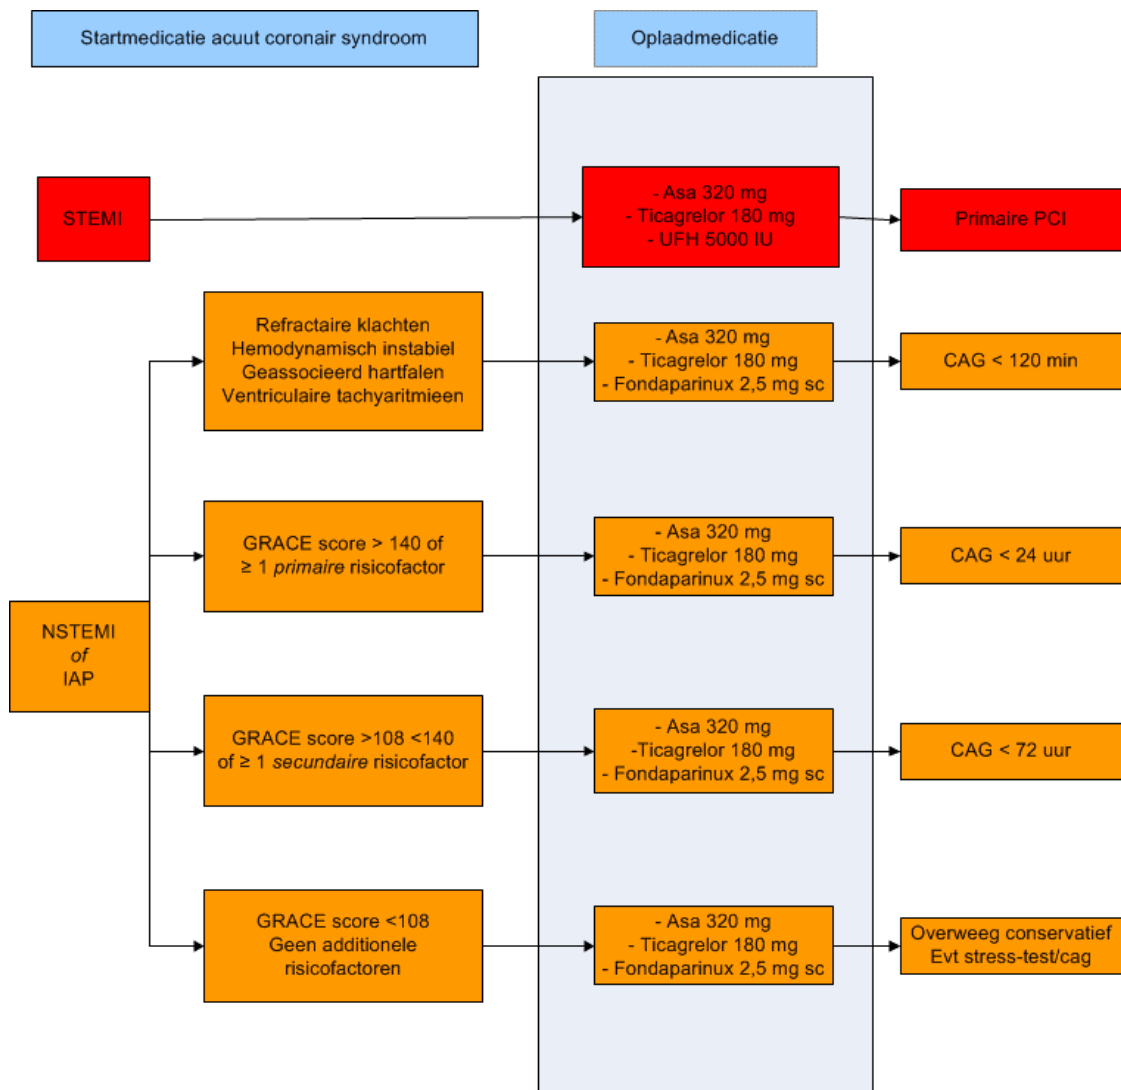 Startmedicatie acuut coronair syndroom
Oplaadmedicatie
STEMI
- Asa 320 mg
- Ticagrelor 180 mg
- UFH 5000 IU
Primaire PCI
Refractaire klachten
Hemodynamisch instabiel
Geassocieerd hartfalen
Ventriculaire tachyaritmieen
- Asa 320 mg
- Ticagrelor 180 mg
- Fondaparinux 2,5 mg sc
CAG < 120 min
GRACE score > 140 of
≥ 1 primaire risicofactor
- Asa 320 mg
- Ticagrelor 180 mg
- Fondaparinux 2,5 mg sc
CAG < 24 uur
NSTEMI
of
IAP
GRACE score >108 <140
of ≥ 1 secundaire risicofactor
- Asa 320 mg
-Ticagrelor 180 mg
- Fondaparinux 2,5 mg sc
CAG < 72 uur
GRACE score <108
Geen additionele
risicofactoren
- Asa 320 mg
- Ticagrelor 180 mg
- Fondaparinux 2,5 mg sc
Overweeg conservatief
Evt stress-test/cag